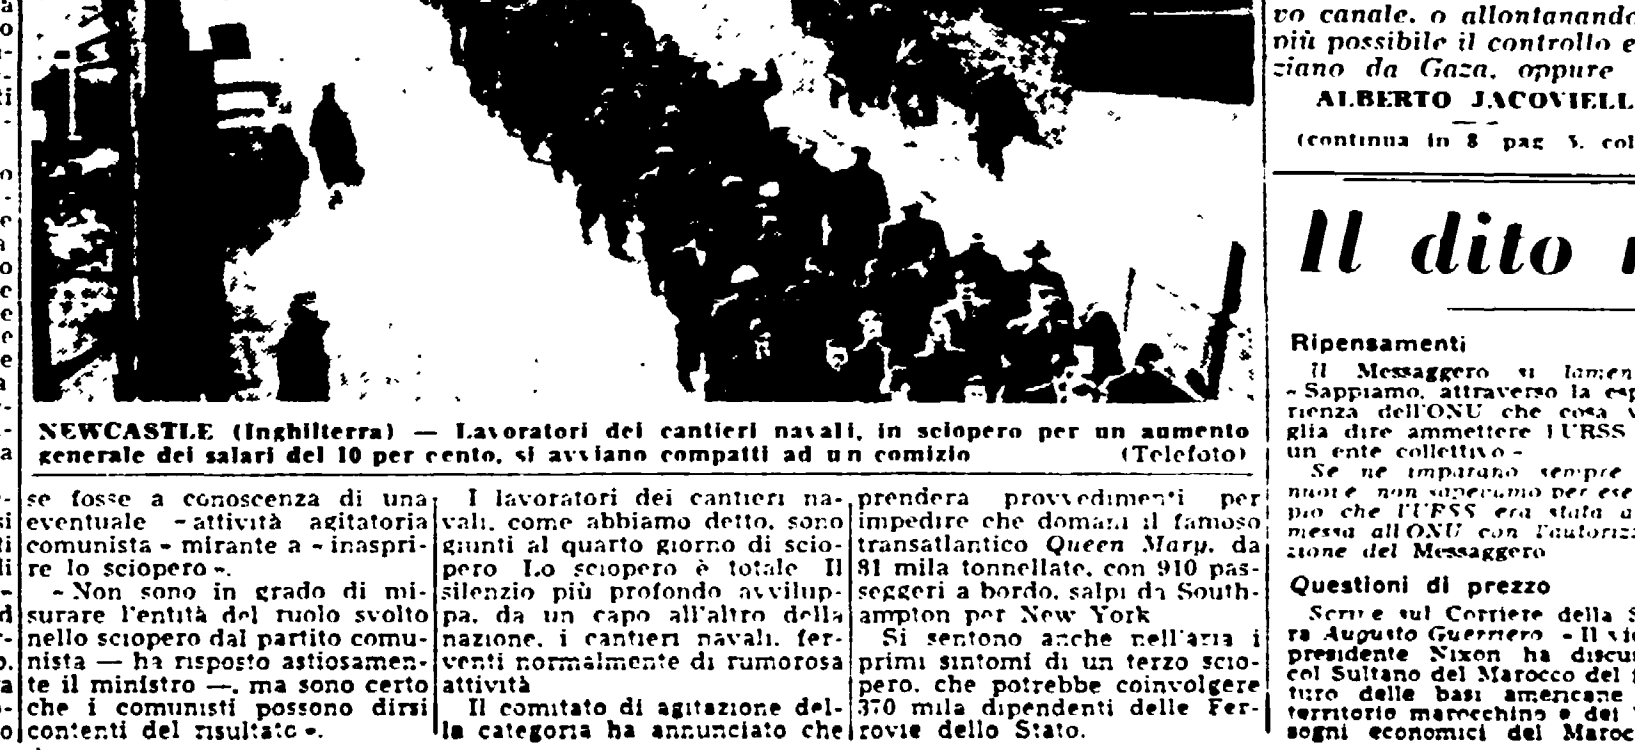 NEWCASTLE (Inghilterra) — Lavoratori dei cantieri navali, in sciopero per un aumento
generale dei salari del 10 per cento, si avviano compatti ad un comizio (Telefoto)
se fosse a conoscenza di una
eventuale « attività agitatoria
comunista » mirante a « inaspri-
re lo sciopero ».
« Non sono in grado di mi-
surare l'entità del ruolo svolto
nello sciopero dal partito comu-
nista — ha risposto astiosamen-
te il ministro —, ma sono certo
che i comunisti possono dirsi
contenti del risultato ».
I lavoratori dei cantieri na-
vali, come abbiamo detto, sono
giunti al quarto giorno di scio-
pero Lo sciopero è totale Il
silenzio più profondo avvilup-
pa, da un capo all'altro della
nazione, i cantieri navali, fer-
venti normalmente di rumorosa
attività
Il comitato di agitazione del-
la categoria ha annunciato che
prenderà provvedimenti per
impedire che domani il famoso
transatlantico Queen Mary, da
81 mila tonnellate, con 910 pas-
seggeri a bordo, salpi da South-
ampton per New York
Si sentono anche nell'aria i
primi sintomi di un terzo scio-
pero, che potrebbe coinvolgere
370 mila dipendenti delle Fer-
rovie dello Stato.
vo canale, o allontanando
più possibile il controllo e
ziano da Gaza, oppure
ALBERTO JACOVIELL
(continua in 8 pag 5. col
Il dito
Ripensamenti
Il Messaggero si lamen
« Sappiamo, attraverso la esp
rienza dell'ONU che cosa v
glia dire ammettere l'URSS
un ente collettivo »
Se ne imparano sempre
nuove non sapevamo per ese
pio che l'URSS era stata a
messa all'ONU con l'autorizz
zione del Messaggero
Questioni di prezzo
Scrive sul Corriere della S
ra Augusto Guerriero « Il vi
presidente Nixon ha discu
col Sultano del Marocco del f
turo delle basi americane
territorio marocchino e dei
sogni economici del Maroc